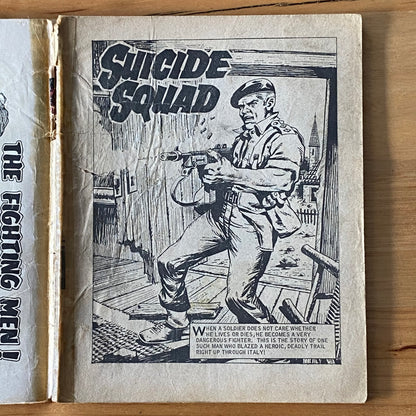 THE FIGHTING MEN!
SUICIDE
SQUAD
WHEN A SOLDIER DOES NOT CARE WHETHER
HE LIVES OR DIES, HE BECOMES A VERY
DANGEROUS FIGHTER. THIS IS THE STORY OF ONE
SUCH MAN WHO BLAZED A HEROIC, DEADLY TRAIL
RIGHT UP THROUGH ITALY!